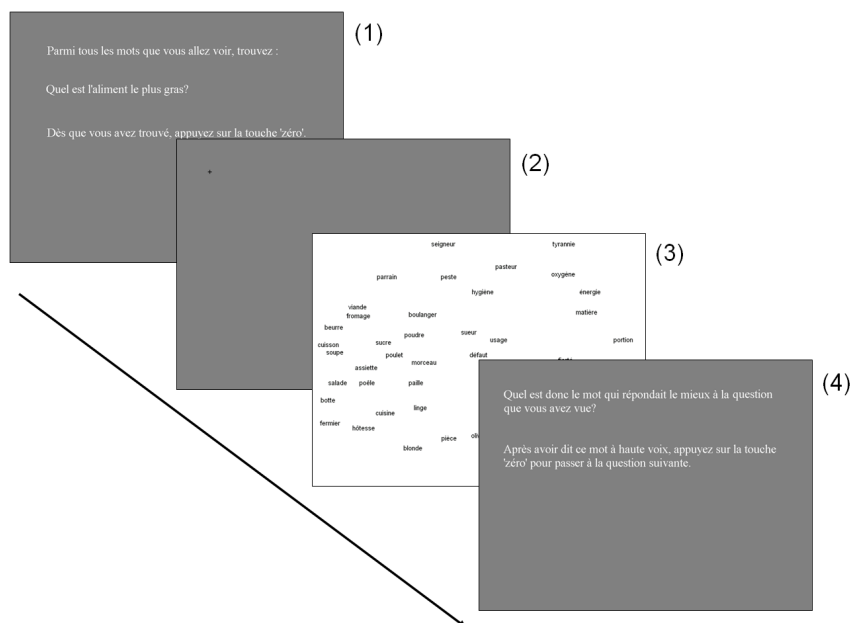 (1)
Parmi tous les mots que vous allez voir, trouvez :
Quel est l'aliment le plus gras?
Dès que vous avez trouvé, appuyez sur la touche 'zéro'.
(2)
+
(3)
seigneur tyrannie
pasteur
parrain peste oxygène
hygiène énergie
viande
fromage boulanger matière
beurre
poudre sueur
cuisson sucre usage portion
soupe poulet défaut
assiette morceau
salade poêle paille
botte
cuisine linge
fermier
hôtesse
pièce
blonde
(4)
Quel est donc le mot qui répondait le mieux à la question
que vous avez vue?
Après avoir dit ce mot à haute voix, appuyez sur la touche
'zéro' pour passer à la question suivante.